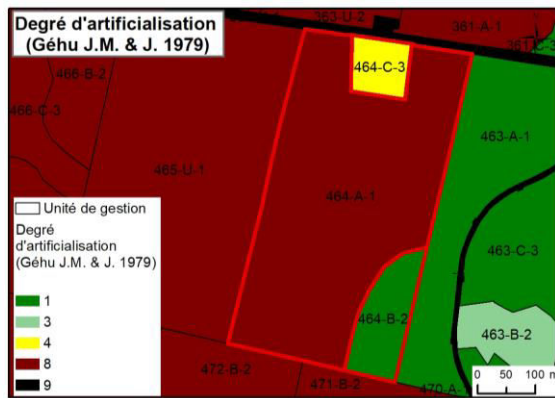 Degré d'artificialisation
(Géhu J.M. & J. 1979)
363-U-2
381-A-1
361-C-3
466-B-2
464-C-3
466-C-3
463-A-1
465-U-1
464-A-1
Unité de gestion
Degré
d'artificialisation
(Géhu J.M. & J. 1979)
1
3
4
8
9
463-C-3
464-B-2
463-B-2
472-B-2
471-B-2
470-A-
0 50 100 m